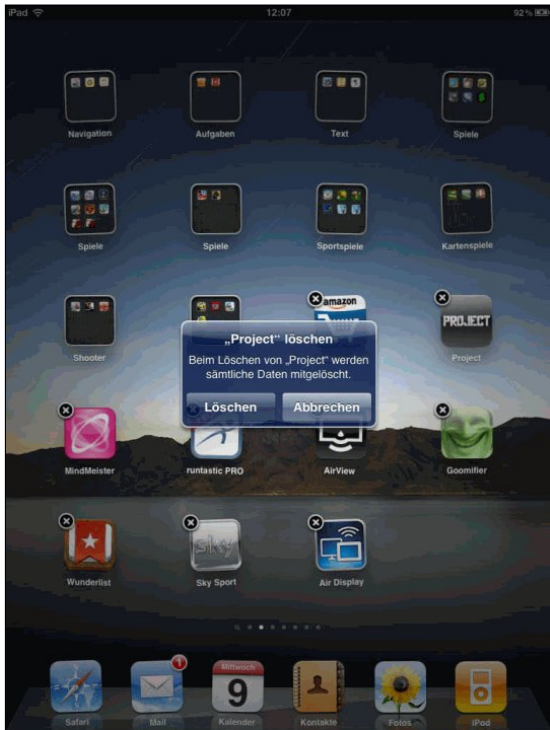 iPad 12:07 92 %
Navigation Aufgaben Text Spiele
Spiele Spiele Sportspiele Kartenspiele
amazon PROJECT
Shooter Project
„Project“ löschen
Beim Löschen von „Project“ werden
sämtliche Daten mitgelöscht.
Löschen Abbrechen
MindMeister runtastic PRO AirView Goomifier
sky
Wunderlist Sky Sport Air Display
1
Mittwoch
9
Safari Mail Kalender Kontakte Fotos iPod